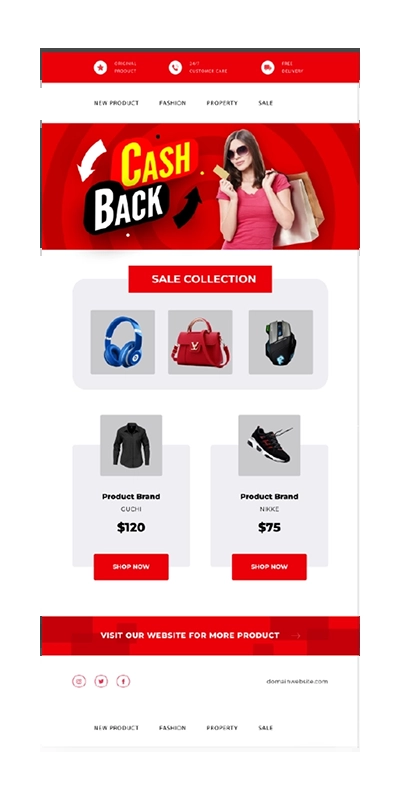 ORIGINAL
PRODUCT
24/7
CUSTOMER CARE
FREE
DELIVERY
NEW PRODUCT FASHION PROPERTY SALE
CASH
BACK
SALE COLLECTION
Product Brand
GUCHI
$120
SHOP NOW
Product Brand
NIKKE
$75
SHOP NOW
VISIT OUR WEBSITE FOR MORE PRODUCT
domainwebsite.com
NEW PRODUCT FASHION PROPERTY SALE